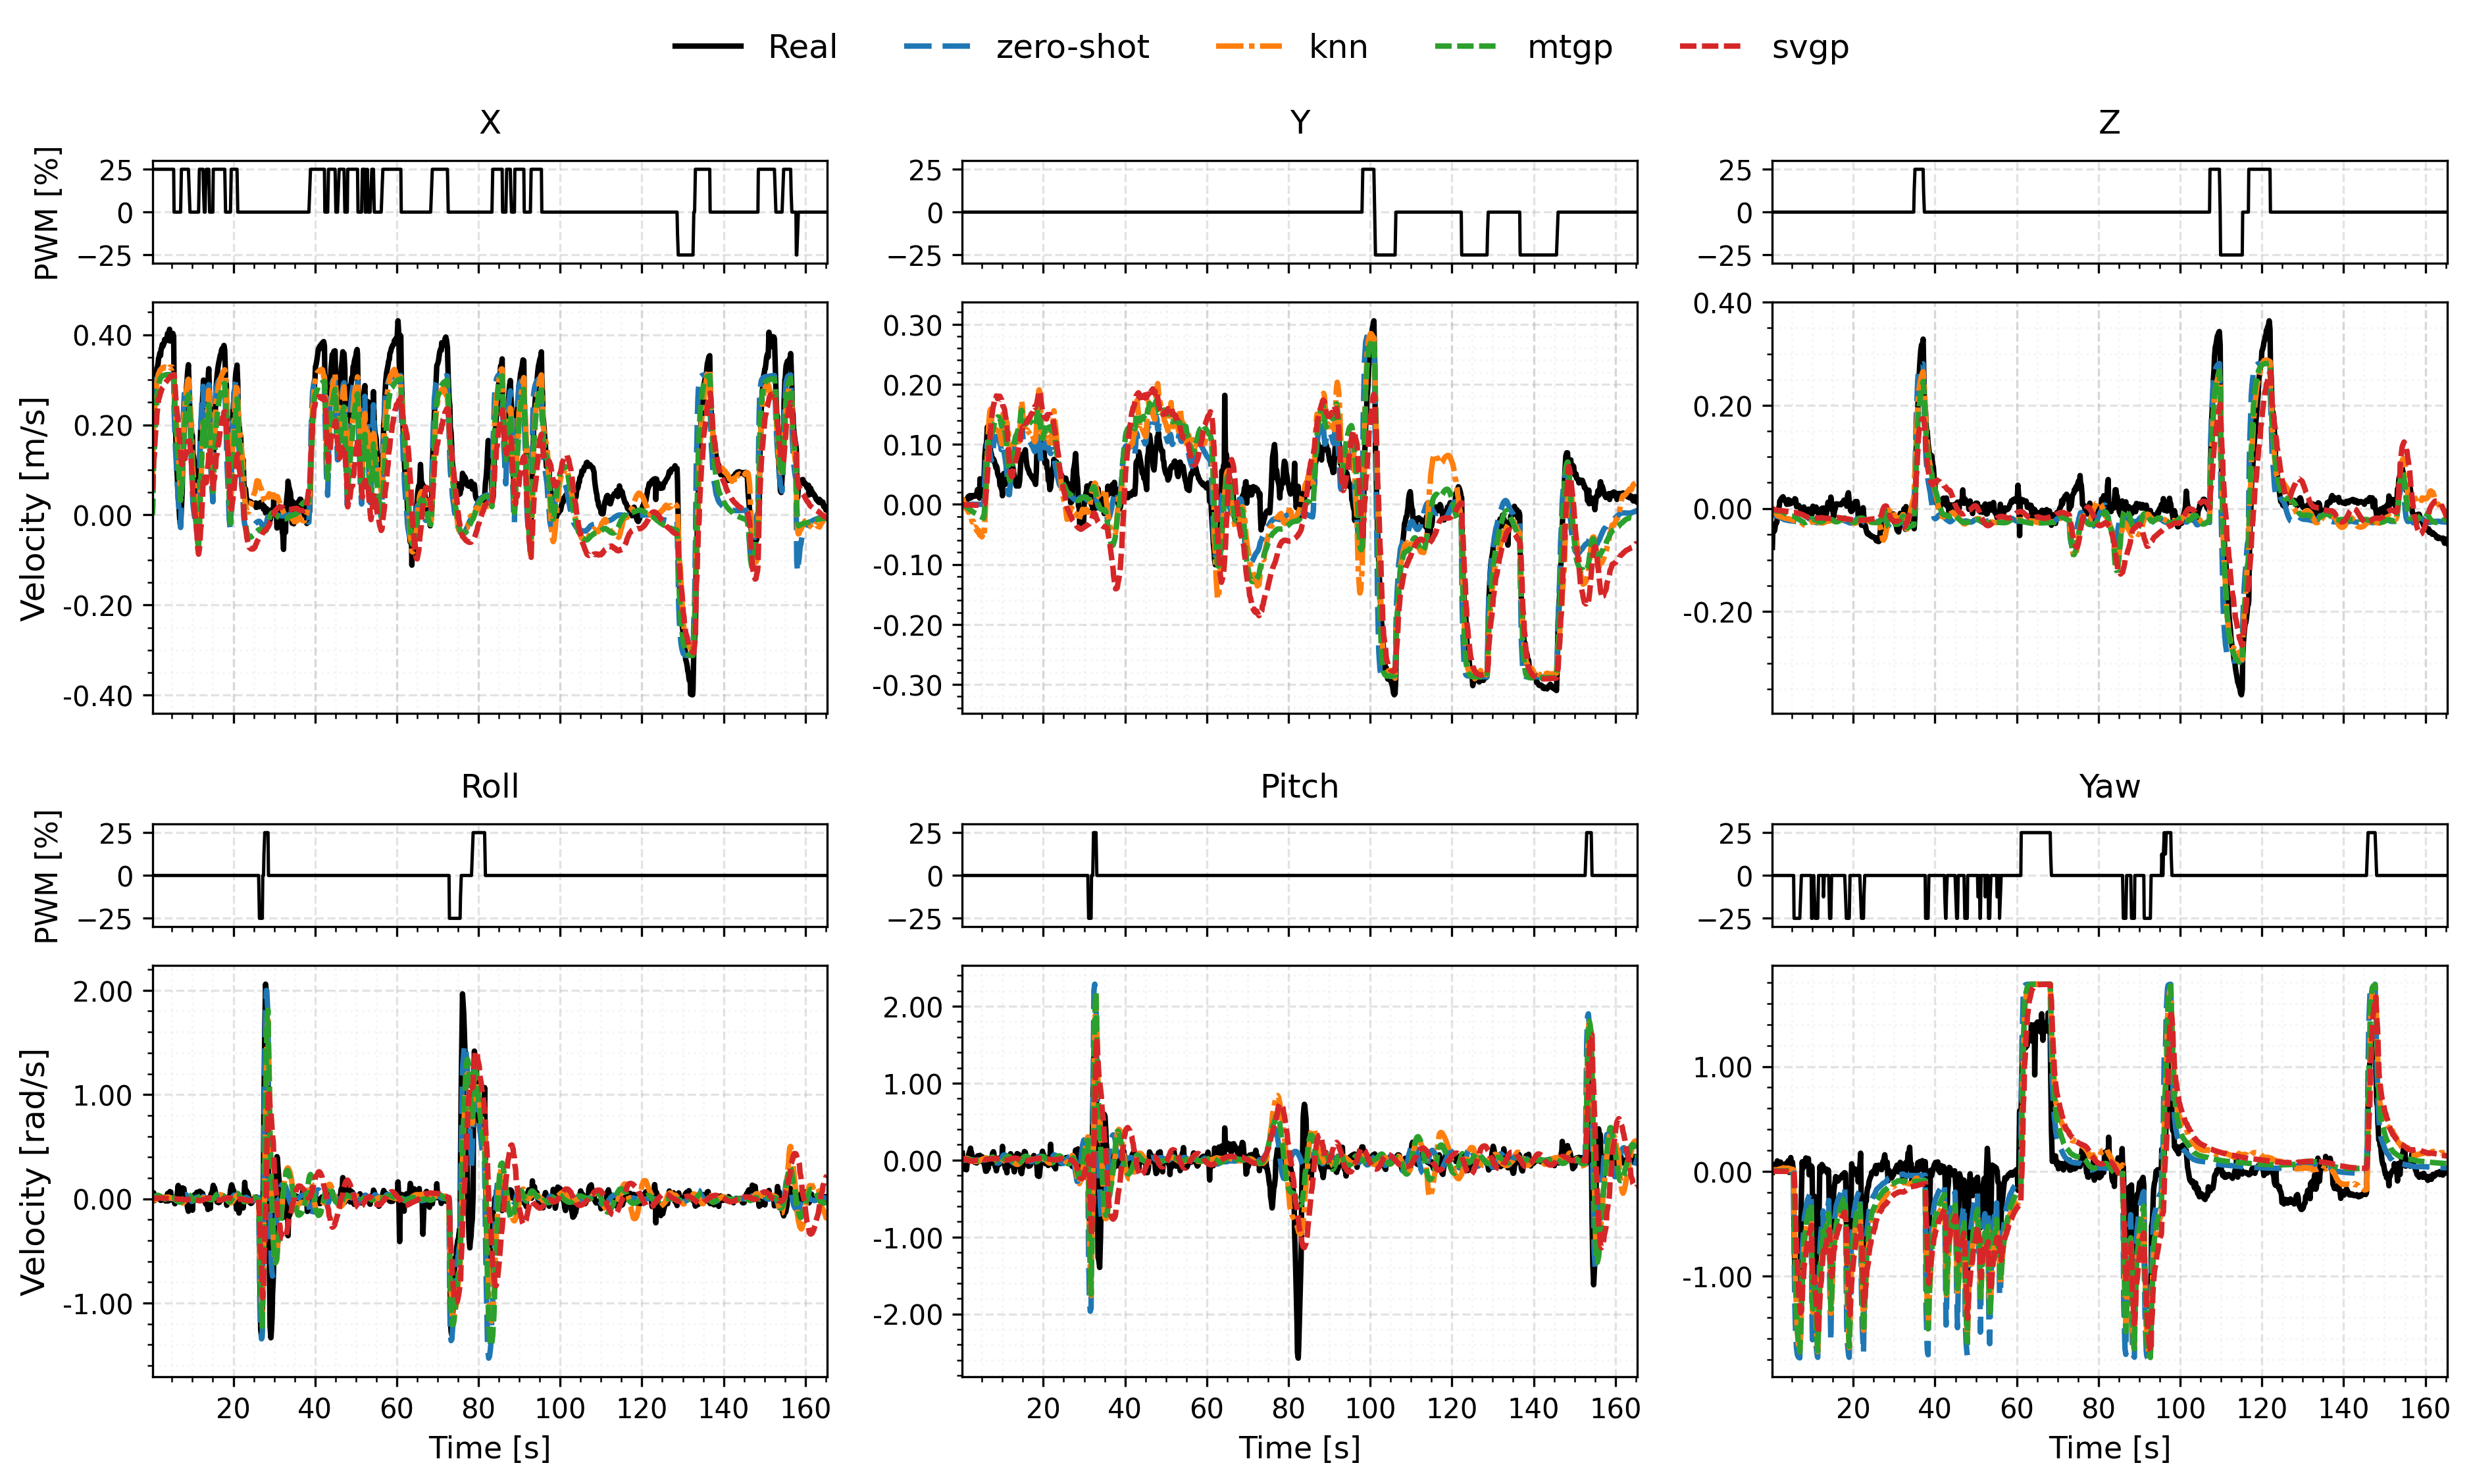 Real zero-shot knn mtgp svgp
X Y Z
PWM [%]
25 25 25
0 0 0
−25 −25 −25
Velocity [m/s]
0.40 0.20 0.00 -0.20 -0.40
0.30 0.20 0.10 0.00 -0.10 -0.20 -0.30
0.40 0.20 0.00 -0.20
Roll Pitch Yaw
PWM [%]
25 25 25
0 0 0
−25 −25 −25
Velocity [rad/s]
2.00 1.00 0.00 -1.00
2.00 1.00 0.00 -1.00 -2.00
1.00 0.00 -1.00
20 40 60 80 100 120 140 160 20 40 60 80 100 120 140 160 20 40 60 80 100 120 140 160
Time [s] Time [s] Time [s]